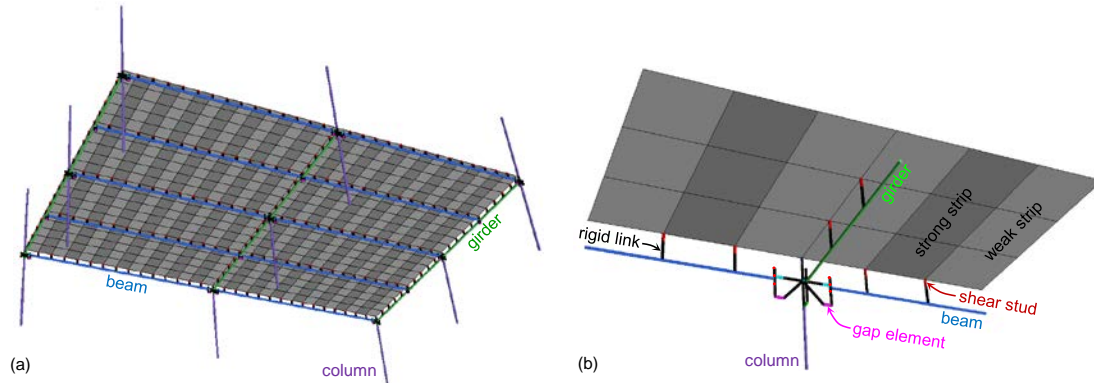 girder
beam
(a)
column
girder
strong strip
weak strip
rigid link
shear stud
beam
gap element
(b)
column